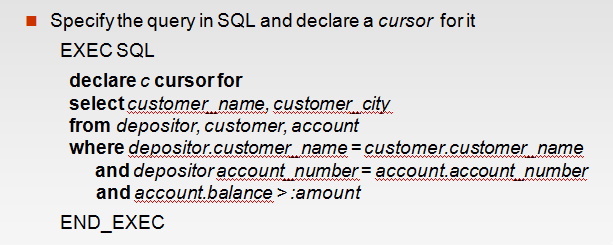 Specify the query in SQL and declare a cursor for it
EXEC SQL
declare c cursor for
select customer_name, customer_city
from depositor, customer, account
where depositor.customer_name = customer.customer_name
and depositor account_number = account.account_number
and account.balance > :amount
END_EXEC